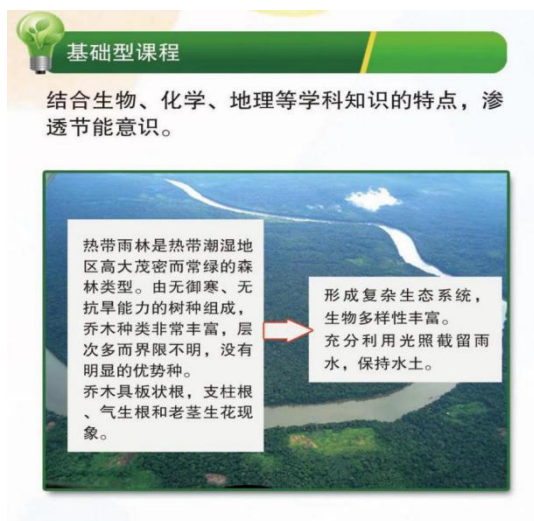 基础型课程
结合生物、化学、地理等学科知识的特点，渗
透节能意识。
热带雨林是热带潮湿地
区高大茂密而常绿的森
林类型。由无御寒、无
抗旱能力的树种组成，
乔木种类非常丰富，层
次多而界限不明，没有
明显的优势种。
乔木具板状根，支柱根
、气生根和老茎生花现
象。
形成复杂生态系统，
生物多样性丰富。
充分利用光照截留雨
水，保持水土。